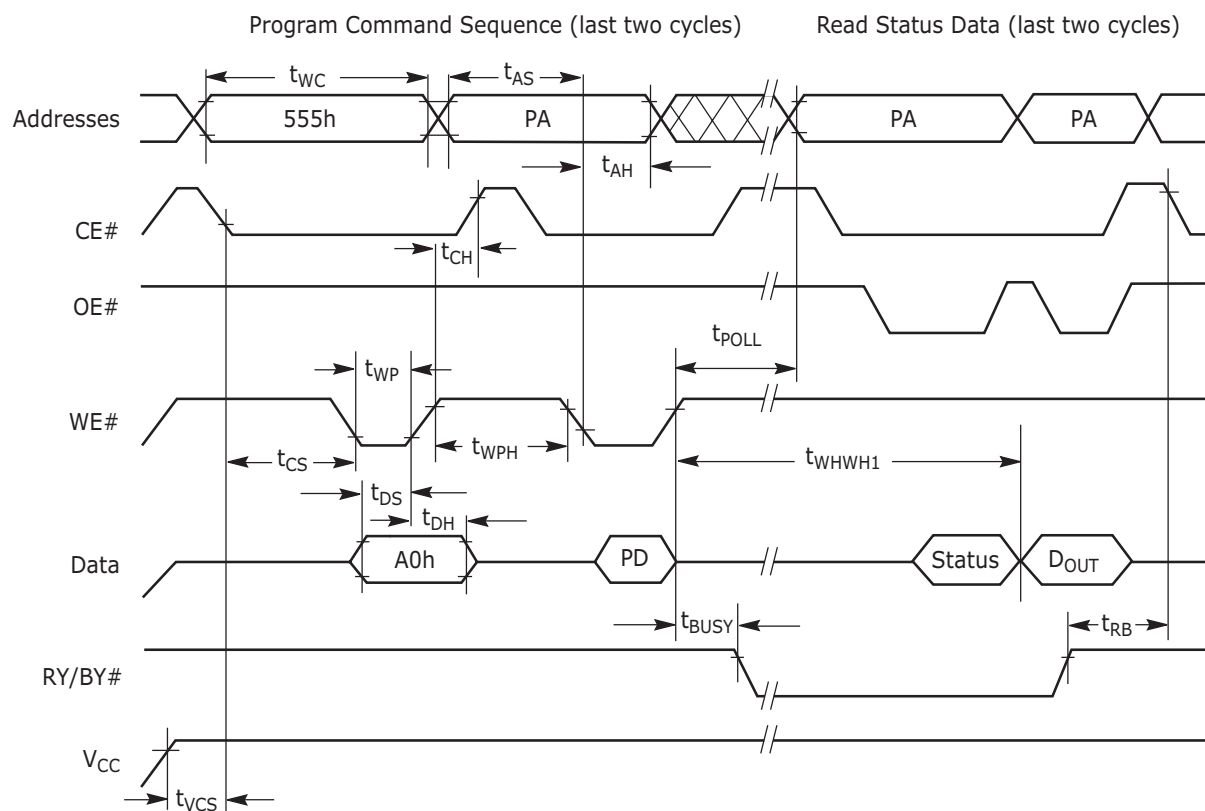 Program Command Sequence (last two cycles)
Read Status Data (last two cycles)
tWC
tAS
Addresses
555h
PA
PA
PA
tAH
CE#
tCH
OE#
tPOLL
tWP
WE#
tWPH
tCS
tWHWH1
tDS
tDH
Data
A0h
PD
Status
DOUT
tBUSY
tRB
RY/BY#
VCC
tVCS